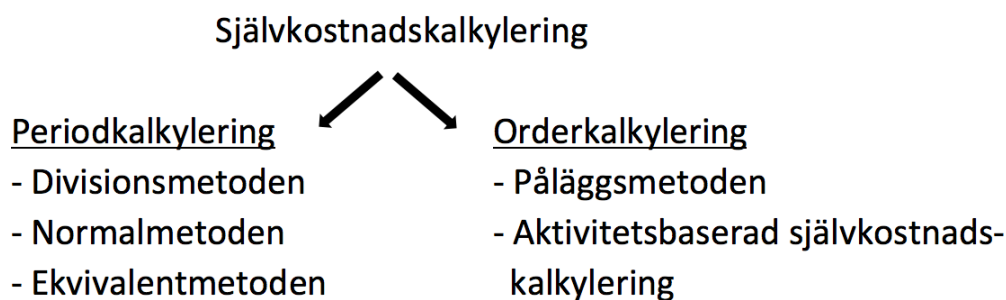 Självkostnadskalkylering
Periodkalkylering
- Divisionsmetoden
- Normalmetoden
- Ekvivalentmetoden
Orderkalkylering
- Påläggsmetoden
- Aktivitetsbaserad självkostnads-
kalkylering